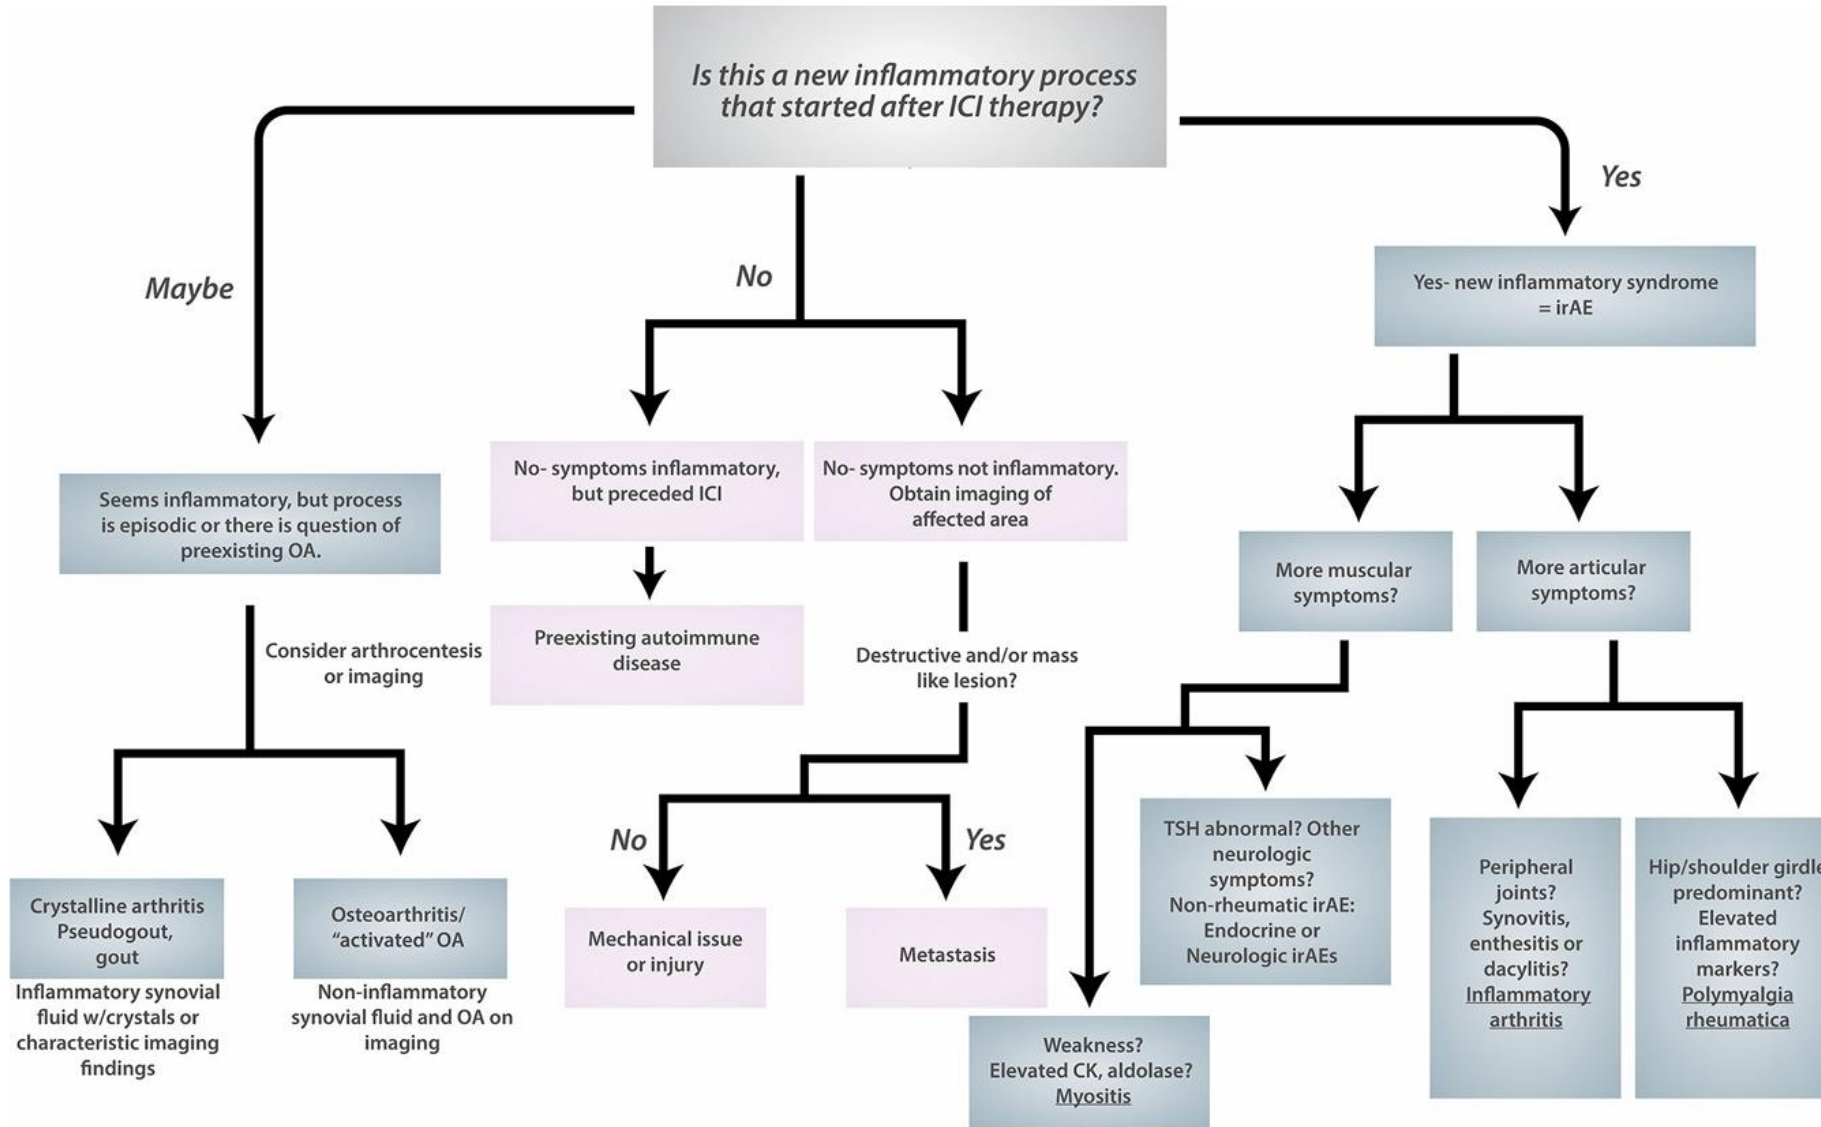 Is this a new inflammatory process
that started after ICI therapy?
Maybe
No
Yes
Yes- new inflammatory syndrome
= irAE
Seems inflammatory, but process
is episodic or there is question of
preexisting OA.
No- symptoms inflammatory,
but preceded ICI
No- symptoms not inflammatory.
Obtain imaging of
affected area
More muscular
symptoms?
More articular
symptoms?
Consider arthrocentesis
or imaging
Preexisting autoimmune
disease
Destructive and/or mass
like lesion?
No
Yes
Crystalline arthritis
Pseudogout,
gout
Inflammatory synovial
fluid w/crystals or
characteristic imaging
findings
Osteoarthritis/
“activated” OA
Non-inflammatory
synovial fluid and OA on
imaging
Mechanical issue
or injury
Metastasis
Weakness?
Elevated CK, aldolase?
Myositis
TSH abnormal? Other
neurologic
symptoms?
Non-rheumatic irAE:
Endocrine or
Neurologic irAEs
Peripheral
joints?
Synovitis,
enthesitis or
dacylitis?
Inflammatory
arthritis
Hip/shoulder girdle
predominant?
Elevated
inflammatory
markers?
Polymyalgia
rheumatica